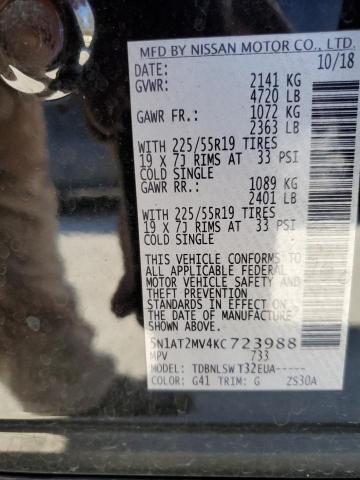 MFD BY NISSAN MOTOR CO., LTD.
DATE: 10/18
GVWR: 2141 KG
4720 LB
GAWR FR.: 1072 KG
2363 LB
WITH 225/55R19 TIRES
19 X 7J RIMS AT 33 PSI
COLD SINGLE
GAWR RR.: 1089 KG
2401 LB
WITH 225/55R19 TIRES
19 X 7J RIMS AT 33 PSI
COLD SINGLE
THIS VEHICLE CONFORMS TO
ALL APPLICABLE FEDERAL
MOTOR VEHICLE SAFETY
AND THEFT PREVENTION
STANDARDS IN EFFECT ON
THE DATE OF MANUFACTURE
5N1AT2MV4KC723988
MPV 733
MODEL: TDBNLSW T32EUA-----
COLOR: G41 TRIM: G ZS30A